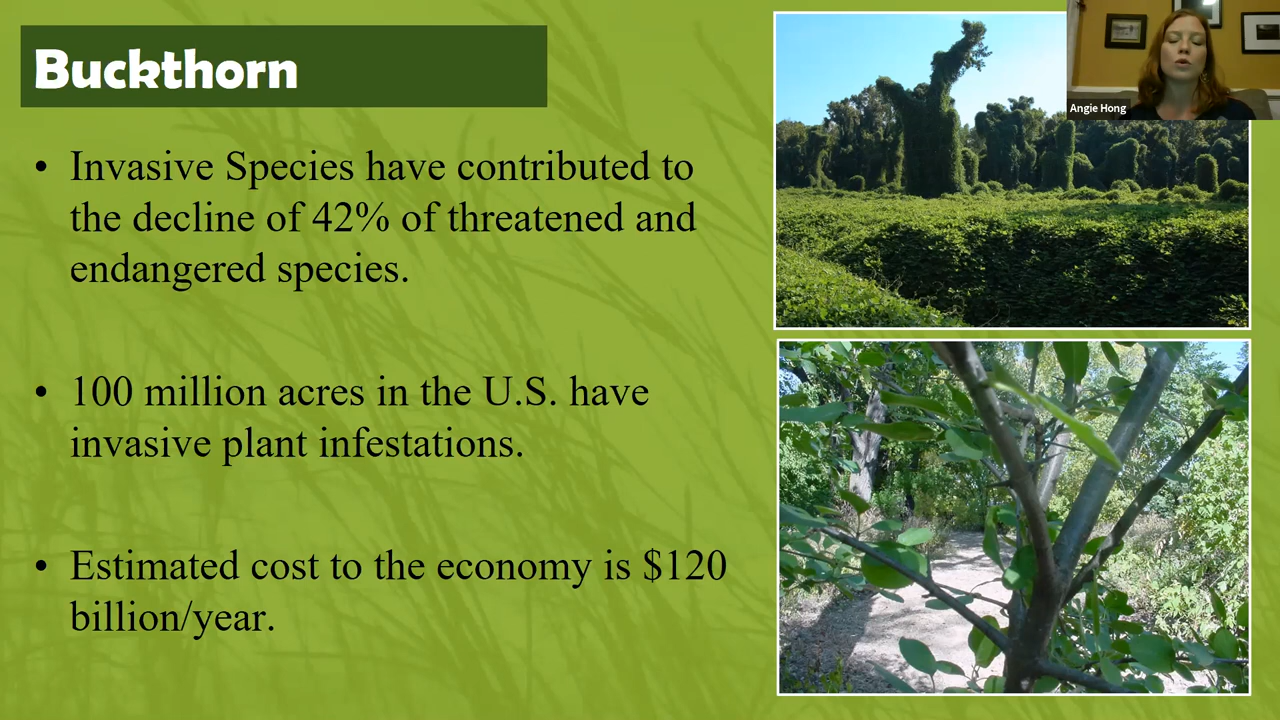 Buckthorn
Angie Hong
• Invasive Species have contributed to
the decline of 42% of threatened and
endangered species.
• 100 million acres in the U.S. have
invasive plant infestations.
• Estimated cost to the economy is $120
billion/year.